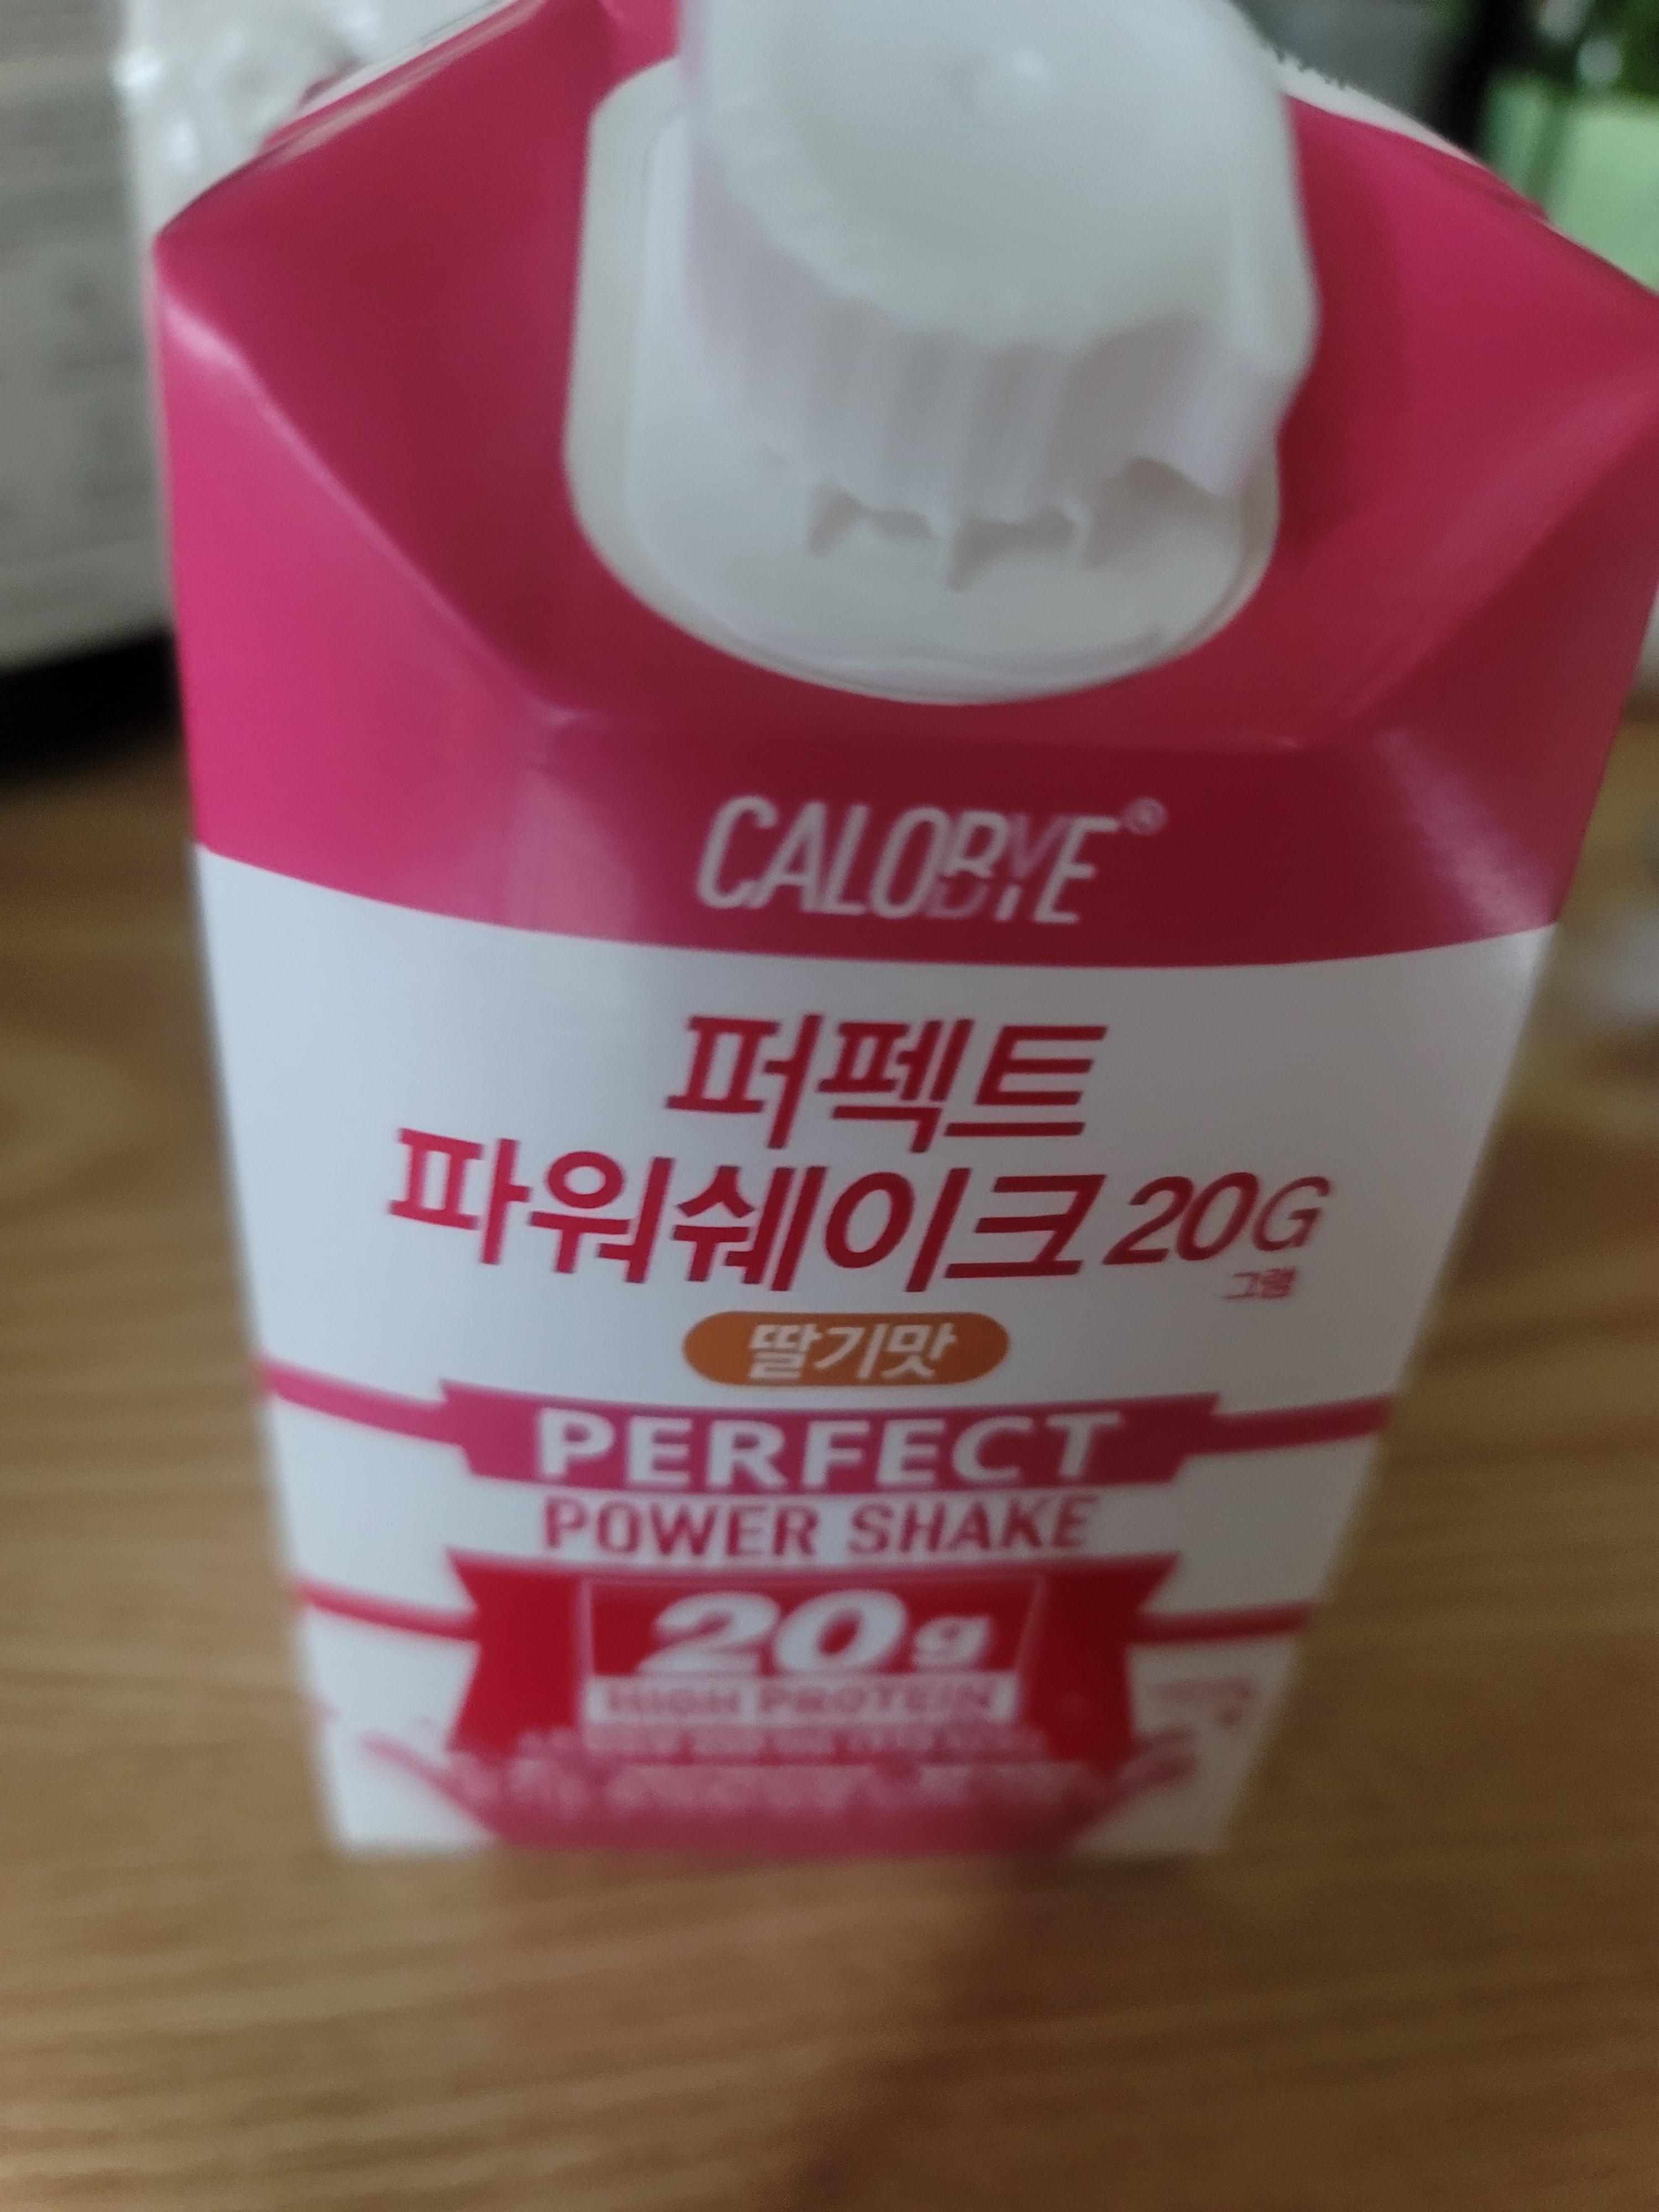 CALOBYE®
퍼펙트
파워쉐이크 20G
그램
딸기맛
PERFECT
POWER SHAKE
20g
HIGH PROTEIN